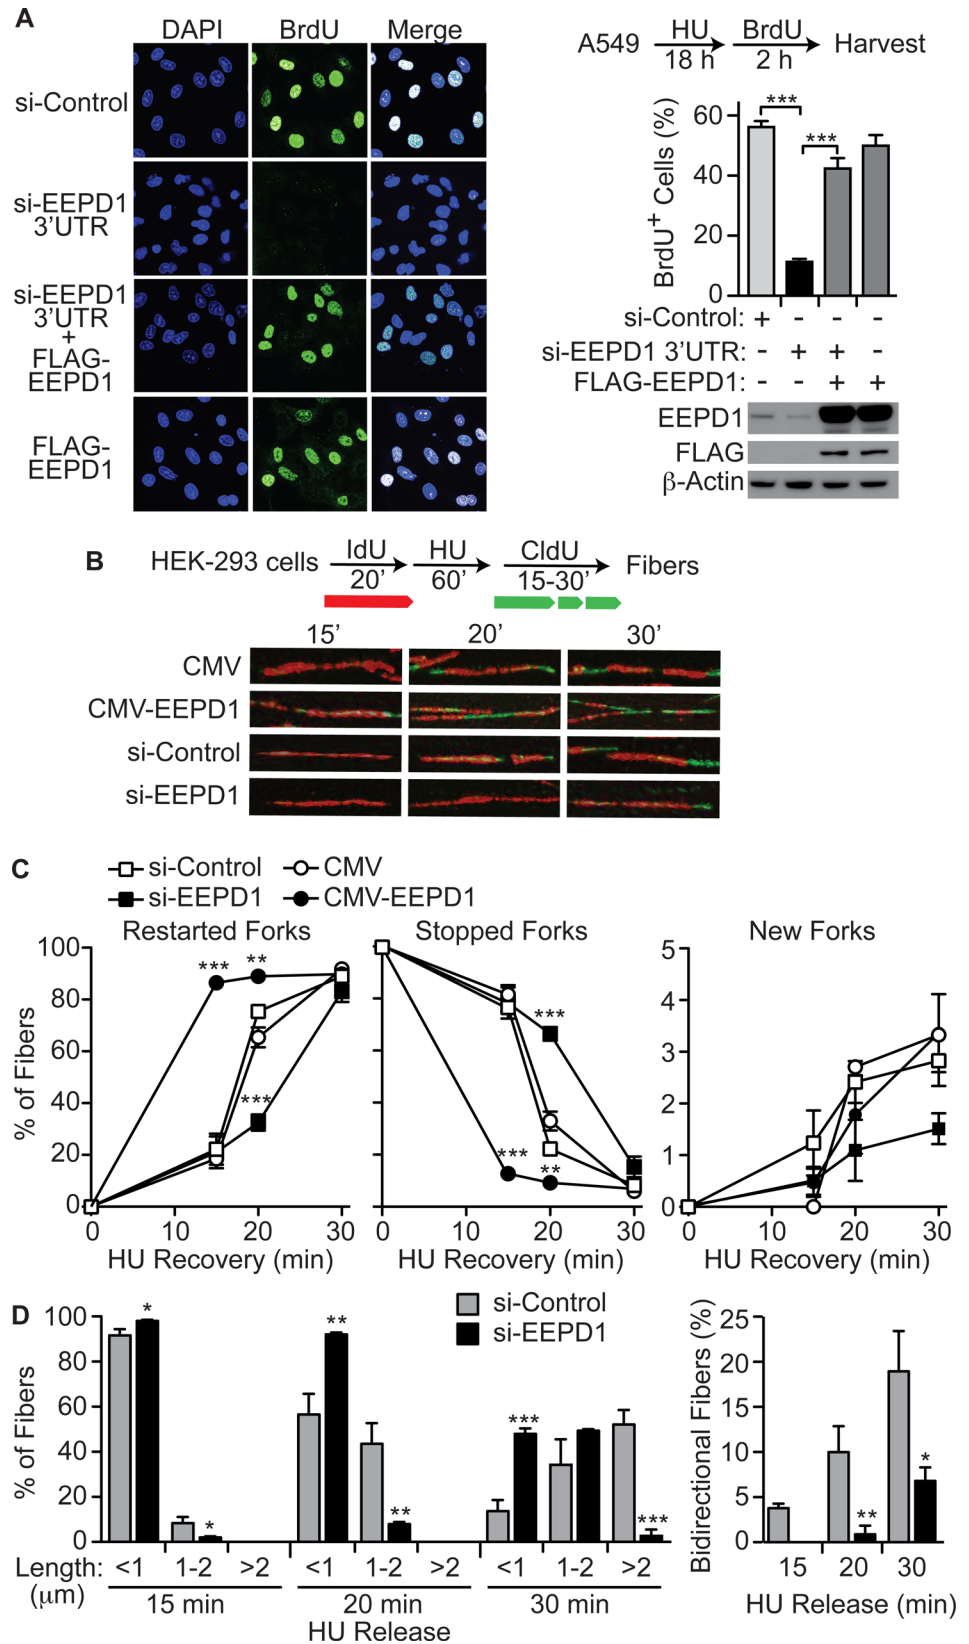 A
DAPI BrdU Merge
si-Control
si-EEPD1
3'UTR
si-EEPD1
3'UTR
+
FLAG-
EEPD1
FLAG-
EEPD1
A549 HU BrdU Harvest
18 h 2 h
BrdU+ Cells (%)
60
40
20
0
***
***
si-Control: + - - -
si-EEPD1 3'UTR: - + + -
FLAG-EEPD1: - - + +
EEPD1
FLAG
β-Actin
B
HEK-293 cells IdU HU CldU Fibers
20' 60' 15-30'
15' 20' 30'
CMV
CMV-EEPD1
si-Control
si-EEPD1
C
si-Control CMV
si-EEPD1 CMV-EEPD1
Restarted Forks Stopped Forks New Forks
% of Fibers
100
80
60
40
20
0
*** **
***
0 10 20 30
HU Recovery (min)
***
*** **
0 10 20 30
HU Recovery (min)
5
4
3
2
1
0
0 10 20 30
HU Recovery (min)
D
si-Control
si-EEPD1
% of Fibers
100
80
60
40
20
0
* * ** ** *** ***
Length: <1 1-2 >2 <1 1-2 >2 <1 1-2 >2
(μm) 15 min 20 min 30 min
HU Release
Bidirectional Fibers (%)
25
20
15
10
5
0
** *
15 20 30
HU Release (min)